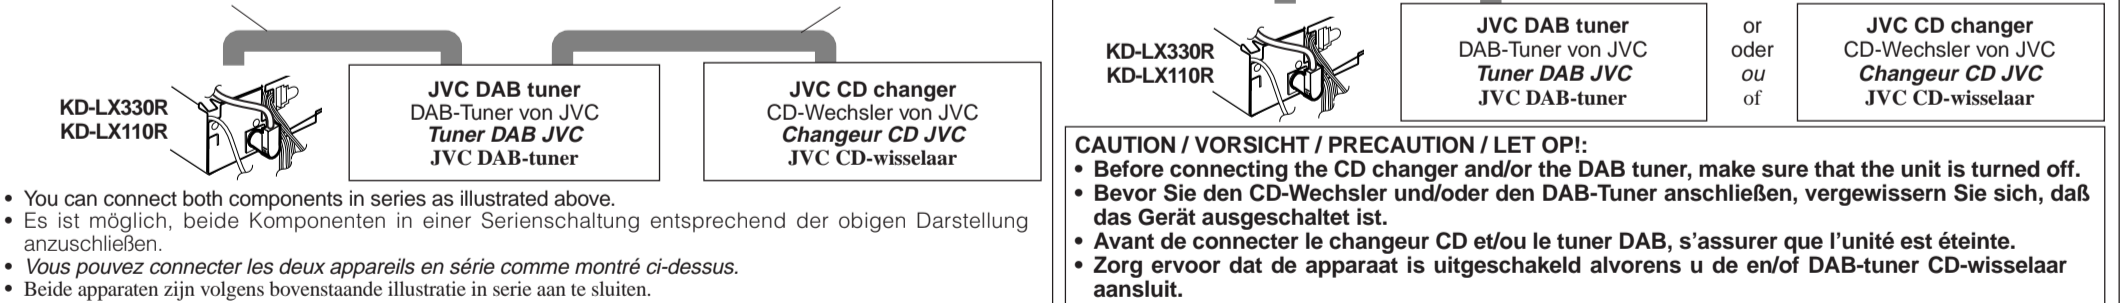 KD-LX330R
KD-LX110R
JVC DAB tuner
DAB-Tuner von JVC
Tuner DAB JVC
JVC DAB-tuner
JVC CD changer
CD-Wechsler von JVC
Changeur CD JVC
JVC CD-wisselaar
• You can connect both components in series as illustrated above.
• Es ist möglich, beide Komponenten in einer Serienschaltung entsprechend der obigen Darstellung
anzuschließen.
• Vous pouvez connecter les deux appareils en série comme montré ci-dessus.
• Beide apparaten zijn volgens bovenstaande illustratie in serie aan te sluiten.
KD-LX330R
KD-LX110R
JVC DAB tuner
DAB-Tuner von JVC
Tuner DAB JVC
JVC DAB-tuner
or
oder
ou
of
JVC CD changer
CD-Wechsler von JVC
Changeur CD JVC
JVC CD-wisselaar
CAUTION / VORSICHT / PRECAUTION / LET OP!:
• Before connecting the CD changer and/or the DAB tuner, make sure that the unit is turned off.
• Bevor Sie den CD-Wechsler und/oder den DAB-Tuner anschließen, vergewissern Sie sich, daß
das Gerät ausgeschaltet ist.
• Avant de connecter le changeur CD et/ou le tuner DAB, s'assurer que l'unité est éteinte.
• Zorg ervoor dat de apparaat is uitgeschakeld alvorens u de en/of DAB-tuner CD-wisselaar
aansluit.